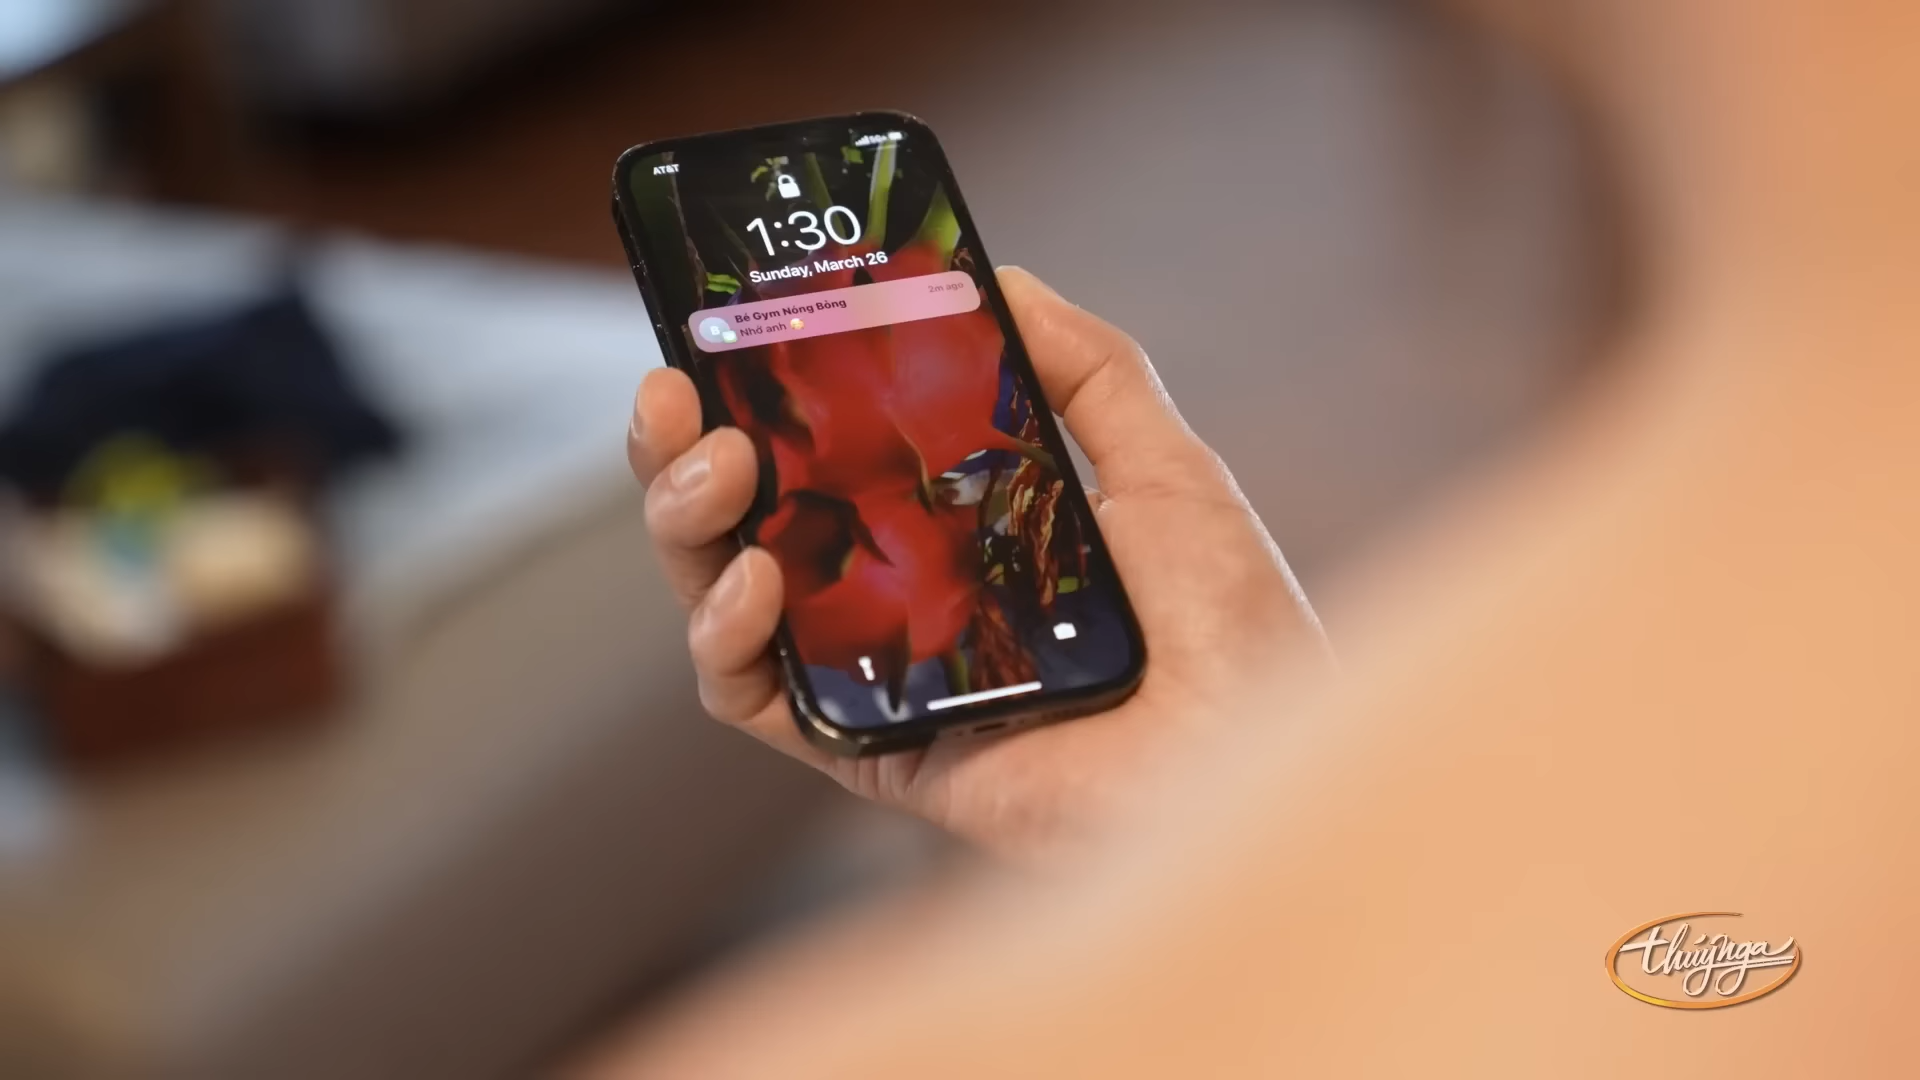 AT&T
1:30
Sunday, March 26
Bé Gym Nóng Bỏng
2m ago
Nhớ anh 🥰
B
thúy nga